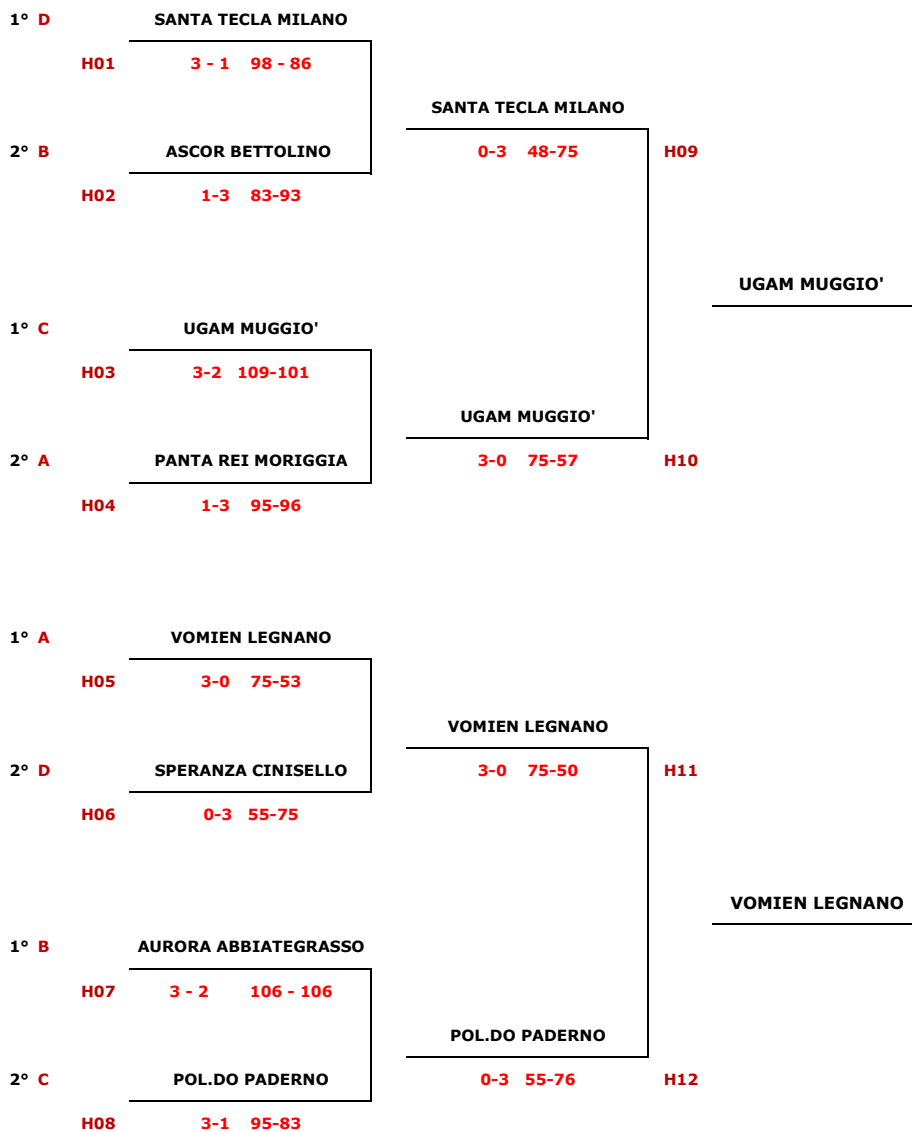 1° D SANTA TECLA MILANO
H01 3 - 1 98 - 86
SANTA TECLA MILANO
2° B ASCOR BETTOLINO 0-3 48-75 H09
H02 1-3 83-93
UGAM MUGGIO'
1° C UGAM MUGGIO'
H03 3-2 109-101
UGAM MUGGIO'
2° A PANTA REI MORIGGIA 3-0 75-57 H10
H04 1-3 95-96
1° A VOMIEN LEGNANO
H05 3-0 75-53
VOMIEN LEGNANO
2° D SPERANZA CINISELLO 3-0 75-50 H11
H06 0-3 55-75
VOMIEN LEGNANO
1° B AURORA ABBIATEGRASSO
H07 3 - 2 106 - 106
POL.DO PADERNO
2° C POL.DO PADERNO 0-3 55-76 H12
H08 3-1 95-83